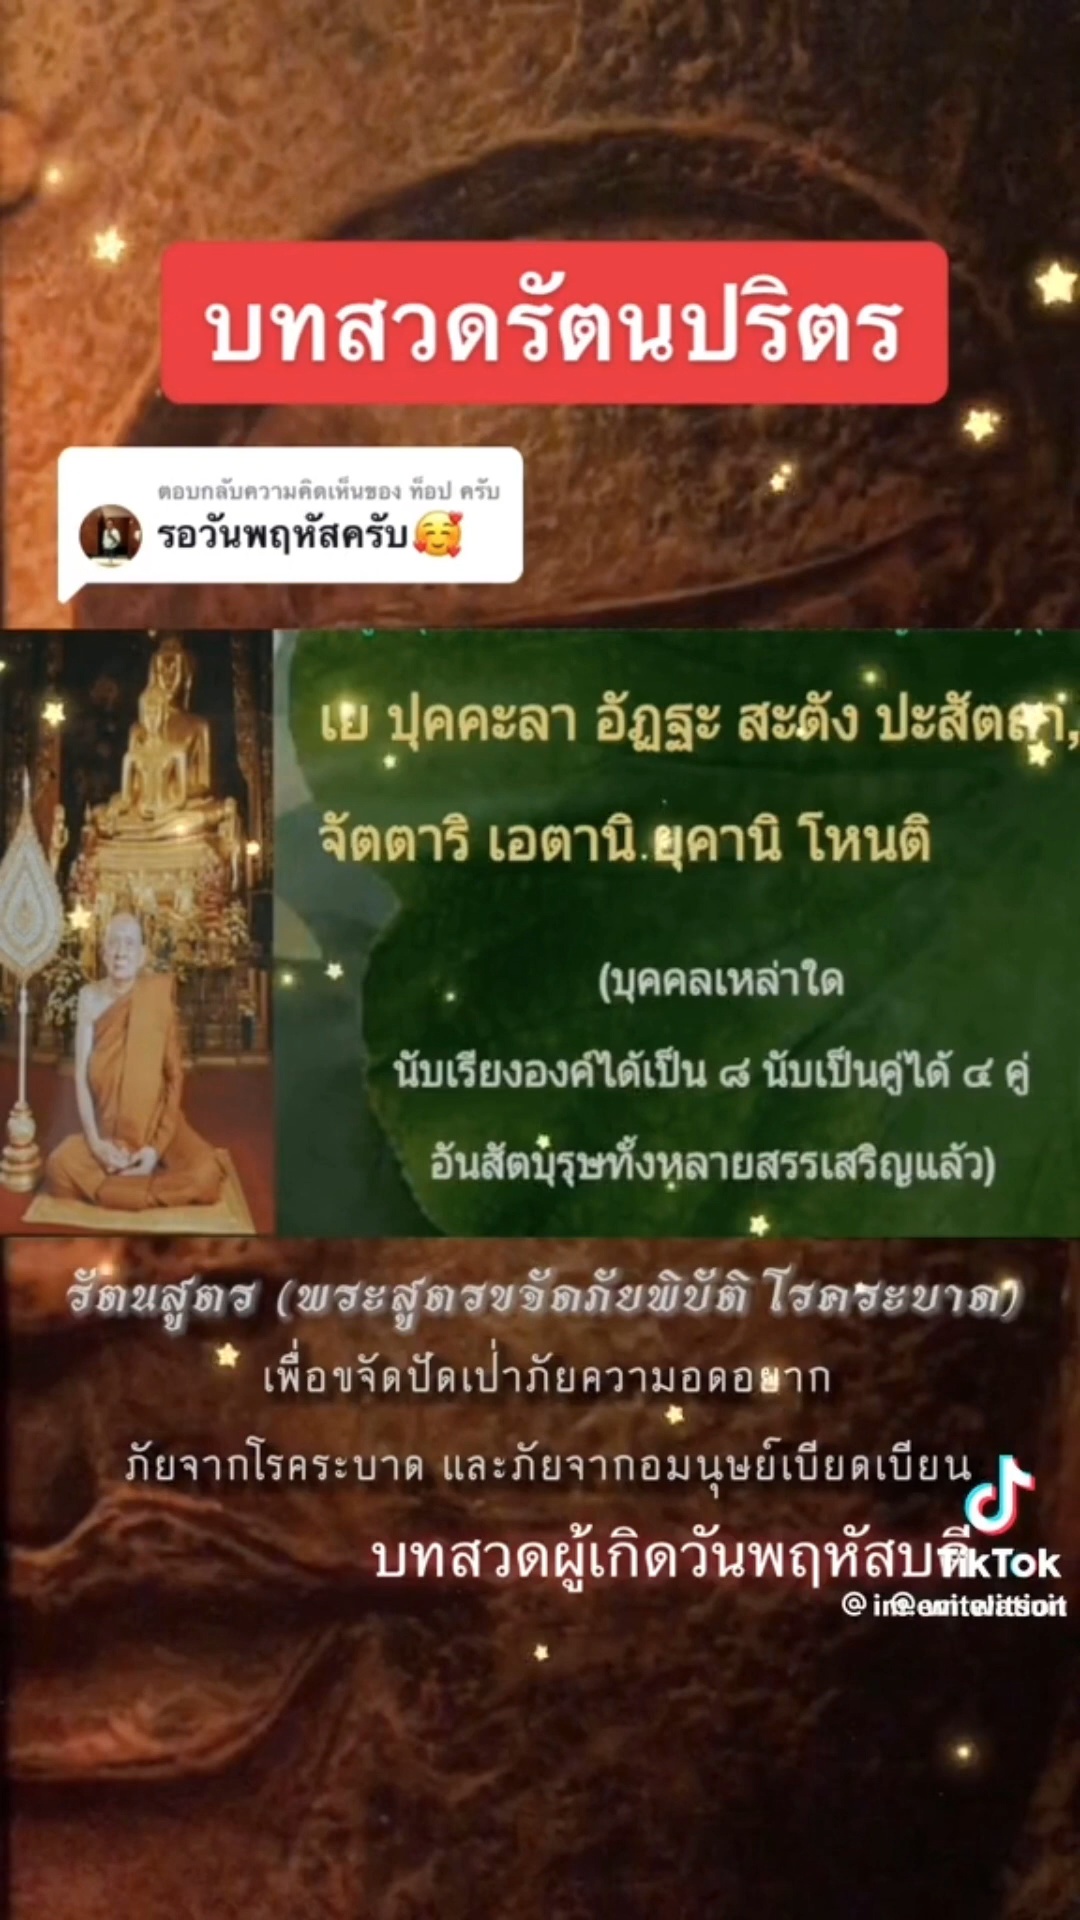 บทสวดรัตนปริตร
ตอบกลับความคิดเห็นของ ท็อป ครับ
รอวันพฤหัสครับ🥰
เย ปุคคะลา อัฏฐะ สะตัง ปะสัตถา,
จัตตาริ เอตานิ ยุคานิ โหนติ
(บุคคลเหล่าใด
นับเรียงองค์ได้เป็น ๘ นับเป็นคู่ได้ ๔ คู่
อันสัตบุรุษทั้งหลายสรรเสริญแล้ว)
รัตนสูตร (พระสูตรขจัดภัยพิบัติ โรคระบาด)
เพื่อขจัดปัดเป่าภัยความอดอยาก
ภัยจากโรคระบาด และภัยจากอมนุษย์เบียดเบียน
บทสวดผู้เกิดวันพฤหัสบดี
TikTok